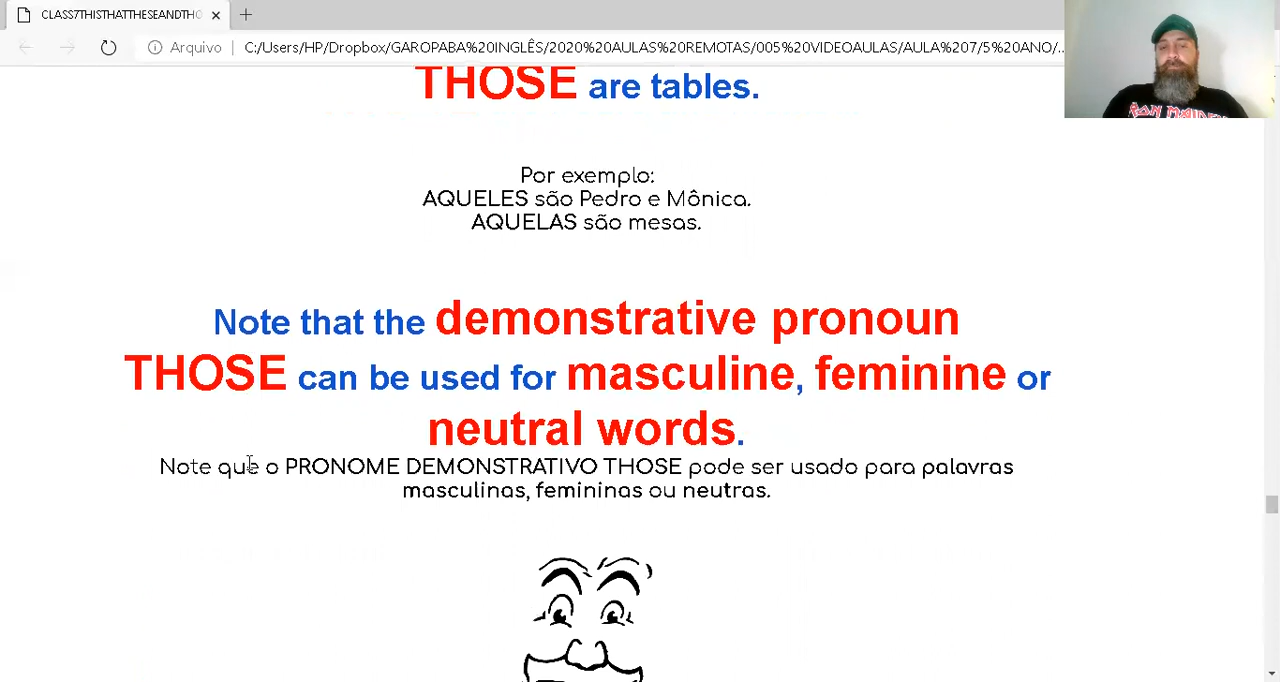 CLASS7THISTHATTHESEANDTHO
Arquivo C:/Users/HP/Dropbox/GAROPABA%20INGLÊS/2020%20AULAS%20REMOTAS/005%20VIDEOAULAS/AULA%207/5%20ANO/...
IRON MAIDEN
THOSE are tables.
Por exemplo:
AQUELES são Pedro e Mônica.
AQUELAS são mesas.
Note that the demonstrative pronoun
THOSE can be used for masculine, feminine or
neutral words.
Note que o PRONOME DEMONSTRATIVO THOSE pode ser usado para palavras
masculinas, femininas ou neutras.